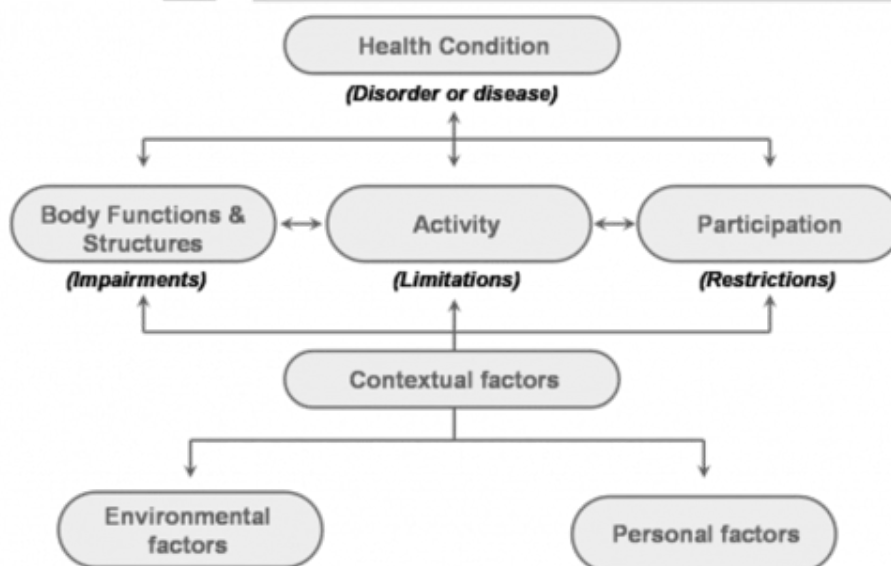 Health Condition
(Disorder or disease)
Body Functions &
Structures
Activity
Participation
(Impairments)
(Limitations)
(Restrictions)
Contextual factors
Environmental
factors
Personal factors